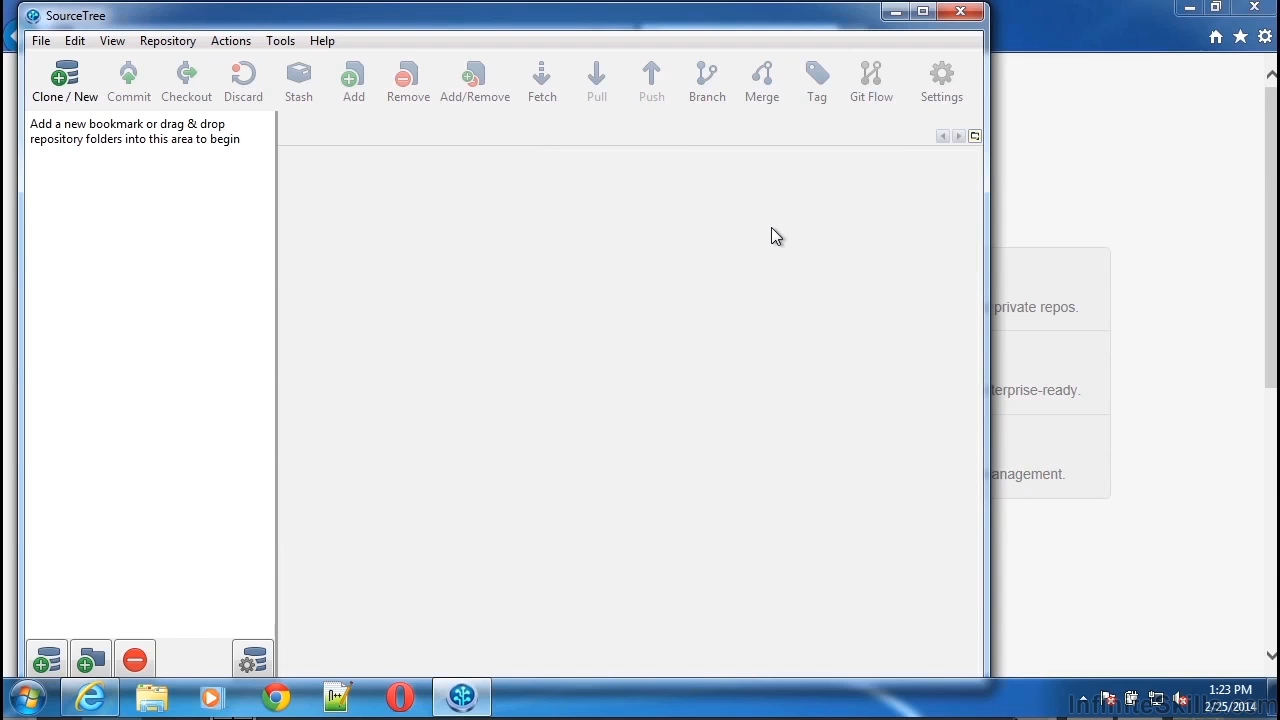 SourceTree
File Edit View Repository Actions Tools Help
Clone / New Commit Checkout Discard Stash Add Remove Add/Remove Fetch Pull Push Branch Merge Tag Git Flow Settings
Add a new bookmark or drag & drop
repository folders into this area to begin
private repos.
terprise-ready.
anagement.
n++
1:23 PM
2/25/2014
InfiniteSkills.com